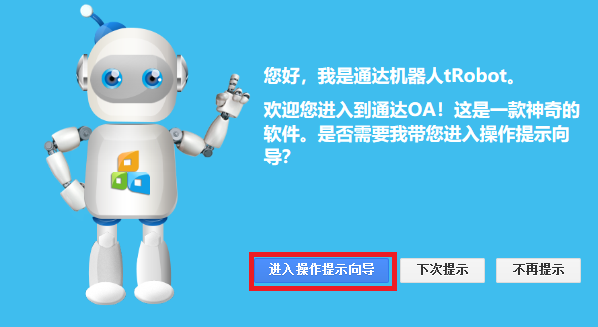 您好，我是通达机器人tRobot。
欢迎您进入到通达OA！这是一款神奇的
软件。是否需要我带您进入操作提示向
导？
进入操作提示向导 下次提示 不再提示